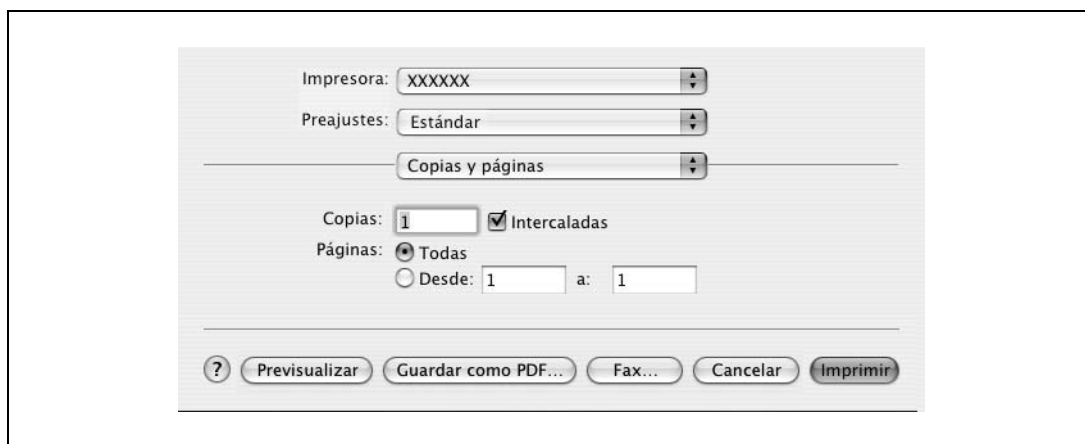 Impresora: XXXXXX
Preajustes: Estándar
Copias y páginas
Copias: 1 Intercaladas
Páginas: Todas
Desde: 1 a: 1
? Previsualizar Guardar como PDF... Fax... Cancelar Imprimir